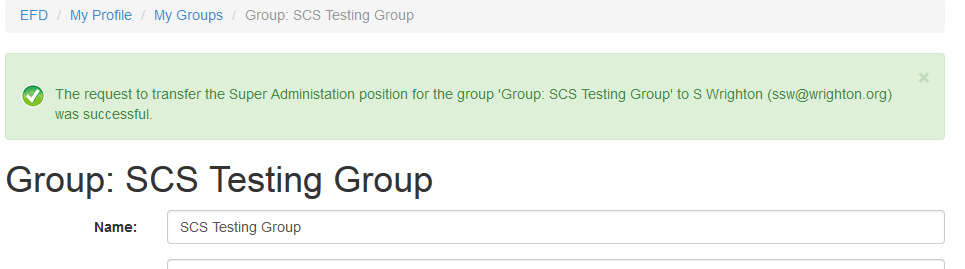 EFD / My Profile / My Groups / Group: SCS Testing Group
×
The request to transfer the Super Administation position for the group 'Group: SCS Testing Group' to S Wrighton (ssw@wrighton.org)
was successful.
Group: SCS Testing Group
Name: SCS Testing Group